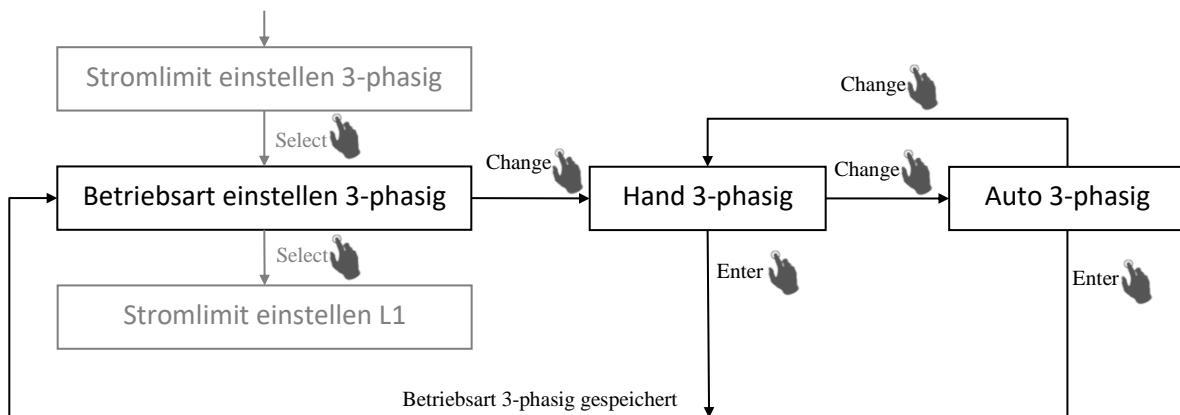 Stromlimit einstellen 3-phasig
Change
Select
Betriebsart einstellen 3-phasig
Change
Hand 3-phasig
Change
Auto 3-phasig
Select
Enter
Enter
Stromlimit einstellen L1
Betriebsart 3-phasig gespeichert